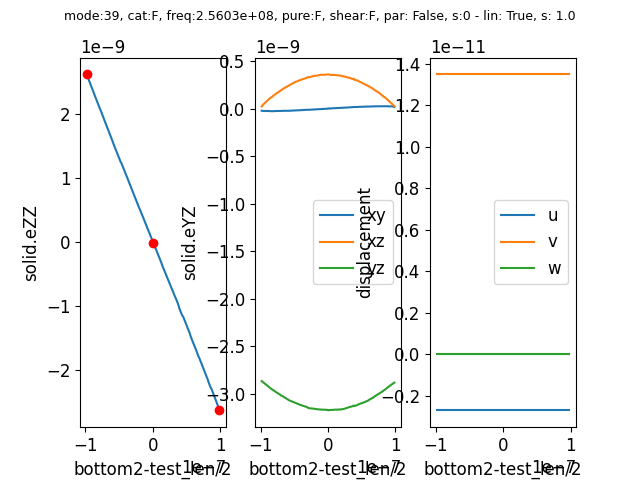 mode:39, cat:F, freq:2.5603e+08, pure:F, shear:F, par: False, s:0 - lin: True, s: 1.0
1e−9
2
1
0
−1
−2
−1
0
1
1e−7
solid.eZZ
bottom2-test_len/2
1e−9
0.5
0.0
−0.5
−1.0
−1.5
−2.0
−2.5
−3.0
−1
0
1
1e−7
solid.eYZ
bottom2-test_len/2
xy
xz
yz
1e−11
1.4
1.2
1.0
0.8
0.6
0.4
0.2
0.0
−0.2
−1
0
1
1e−7
displacement
bottom2-test_len/2
u
v
w